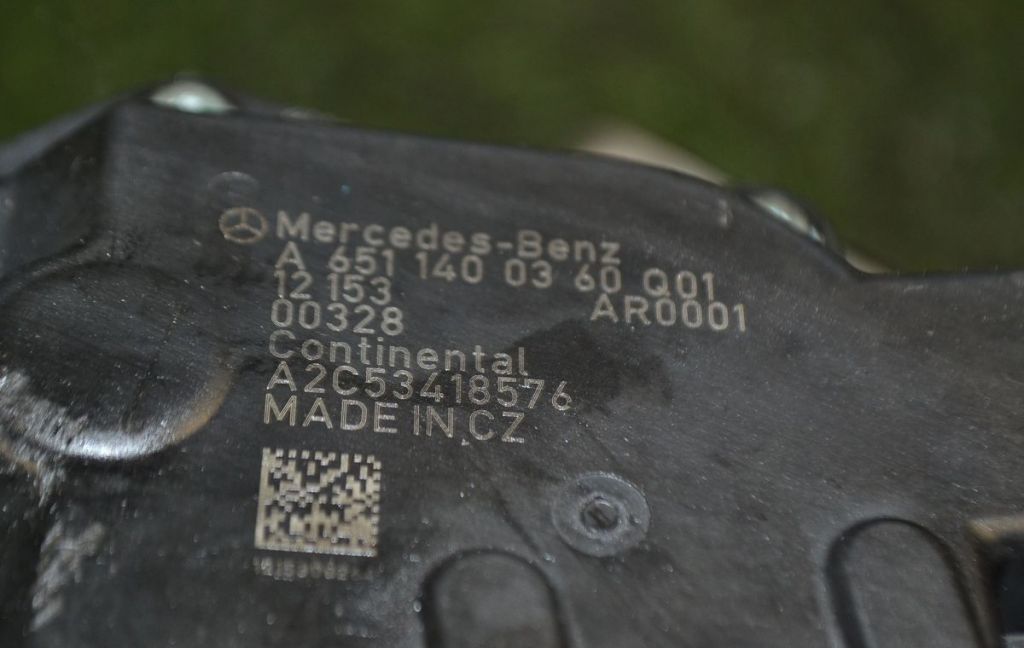 Mercedes-Benz
A 651 140 03 60 Q01
12 153 AR0001
00328
Continental
A2C53418576
MADE IN CZ